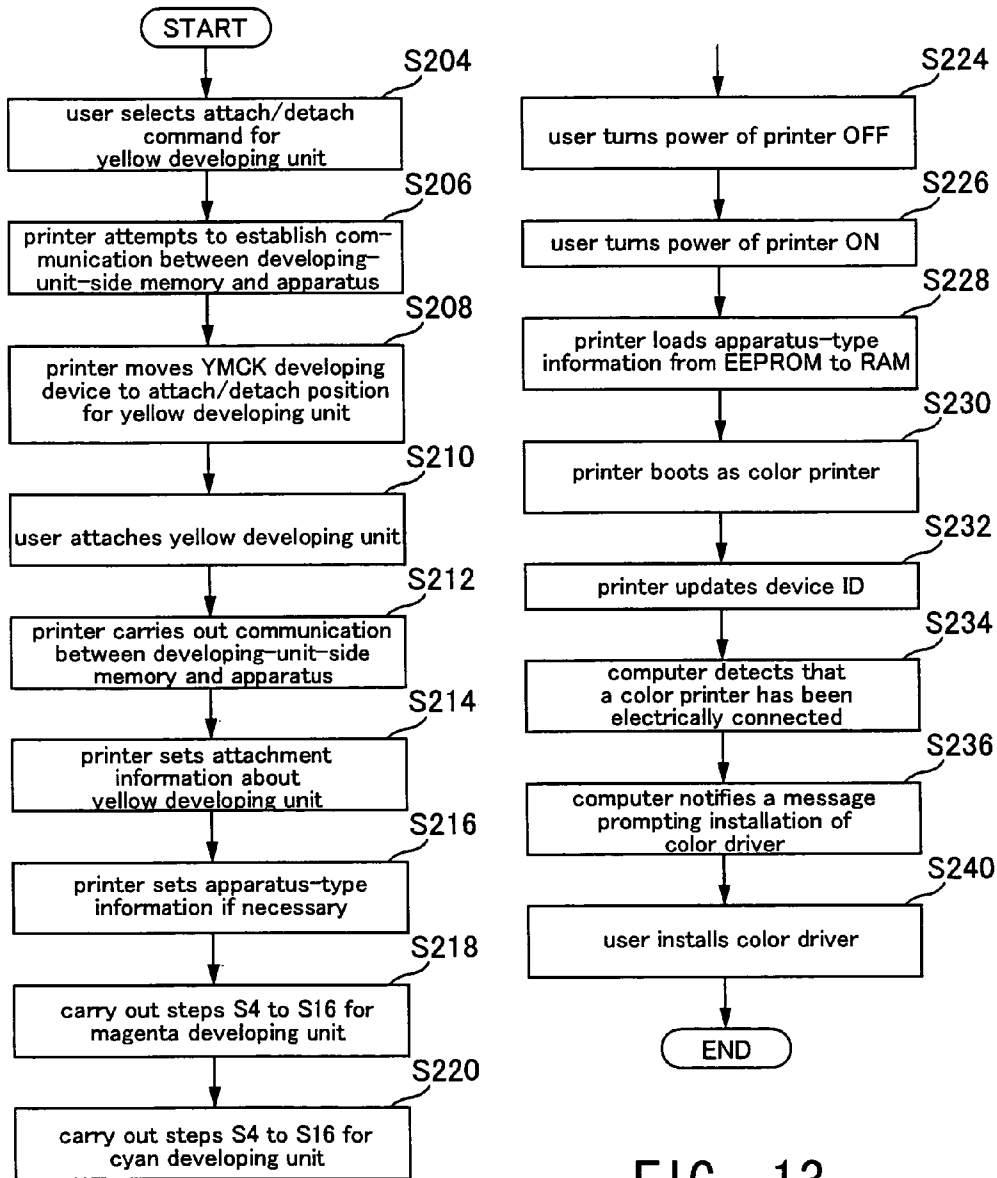 START
S204
user selects attach/detach
command for
yellow developing unit
S206
printer attempts to establish com-
munication between developing-
unit-side memory and apparatus
S208
printer moves YMCK developing
device to attach/detach position
for yellow developing unit
S210
user attaches yellow developing unit
S212
printer carries out communication
between developing-unit-side
memory and apparatus
S214
printer sets attachment
information about
yellow developing unit
S216
printer sets apparatus-type
information if necessary
S218
carry out steps S4 to S16 for
magenta developing unit
S220
carry out steps S4 to S16 for
cyan developing unit
S224
user turns power of printer OFF
S226
user turns power of printer ON
S228
printer loads apparatus-type
information from EEPROM to RAM
S230
printer boots as color printer
S232
printer updates device ID
S234
computer detects that
a color printer has been
electrically connected
S236
computer notifies a message
prompting installation of
color driver
S240
user installs color driver
END
FIG. 13